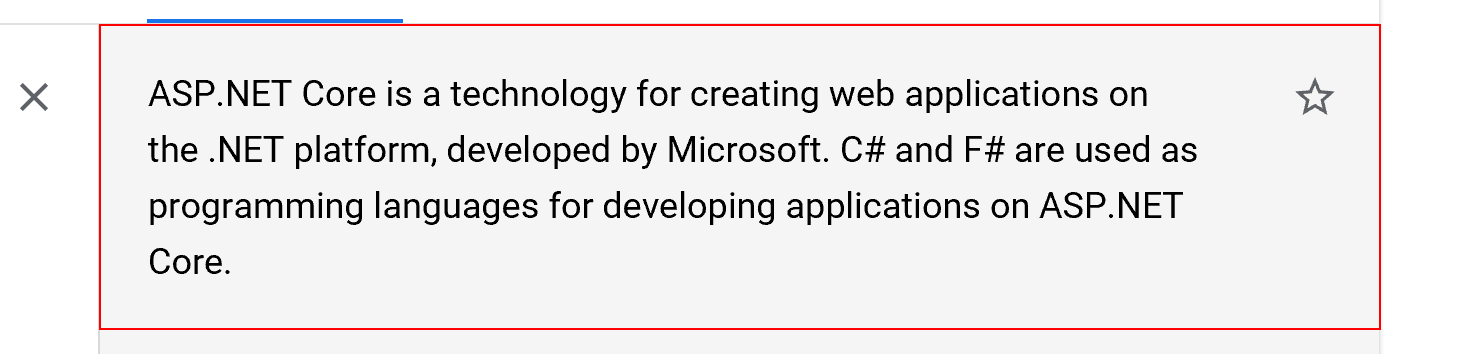 ASP.NET Core is a technology for creating web applications on
the .NET platform, developed by Microsoft. C# and F# are used as
programming languages for developing applications on ASP.NET
Core.